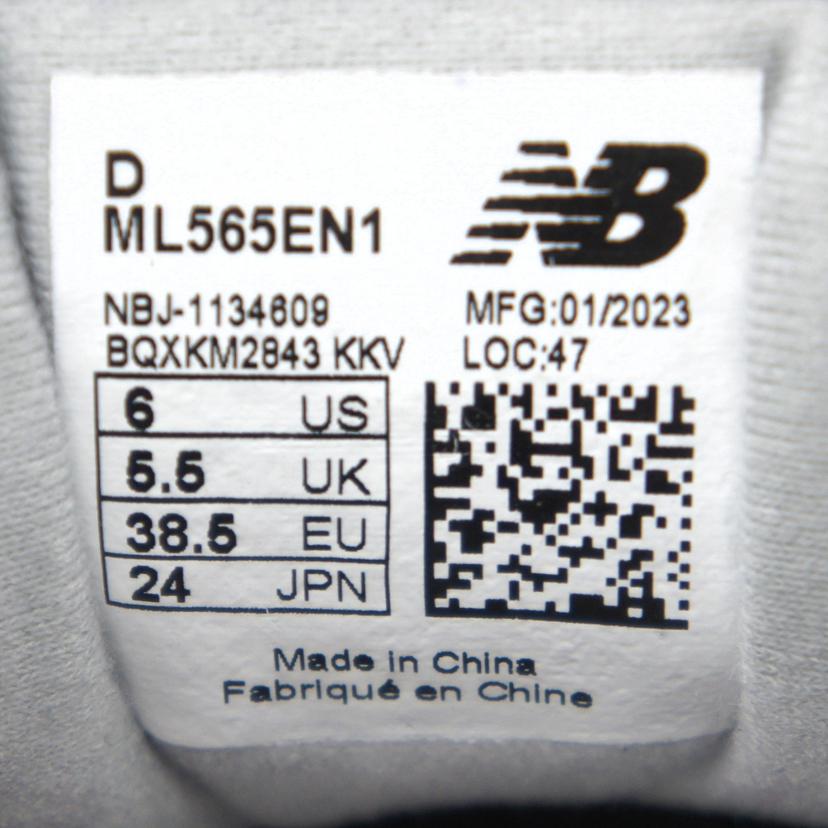 D
ML565EN1
NB
NBJ-1134609
MFG:01/2023
BQXKM2843 KKV
LOC:47
6 US
5.5 UK
38.5 EU
24 JPN
Made in China
Fabriqué en Chine